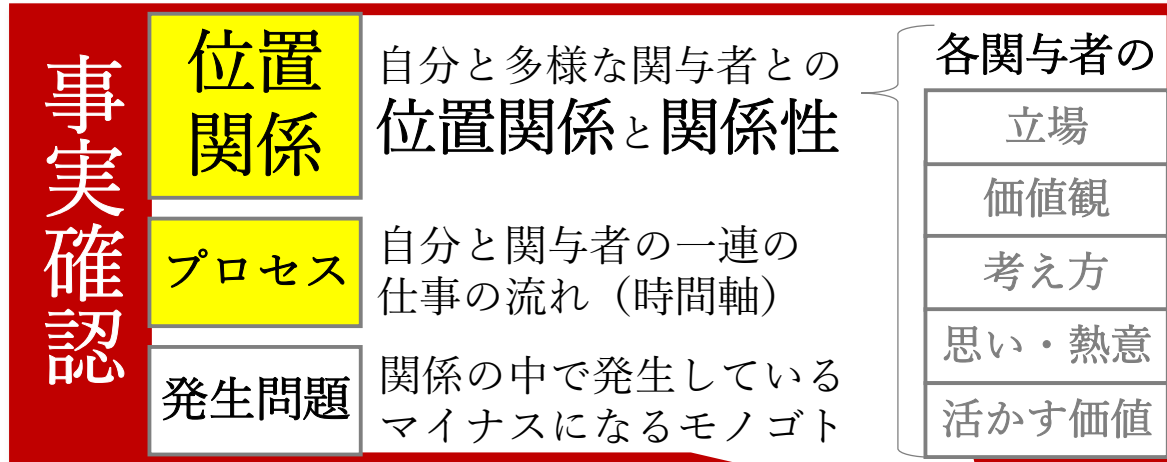 事実確認
位置
関係
自分と多様な関与者との
位置関係と関係性
プロセス
自分と関与者の一連の
仕事の流れ（時間軸）
発生問題
関係の中で発生している
マイナスになるモノゴト
各関与者の
立場
価値観
考え方
思い・熱意
活かす価値